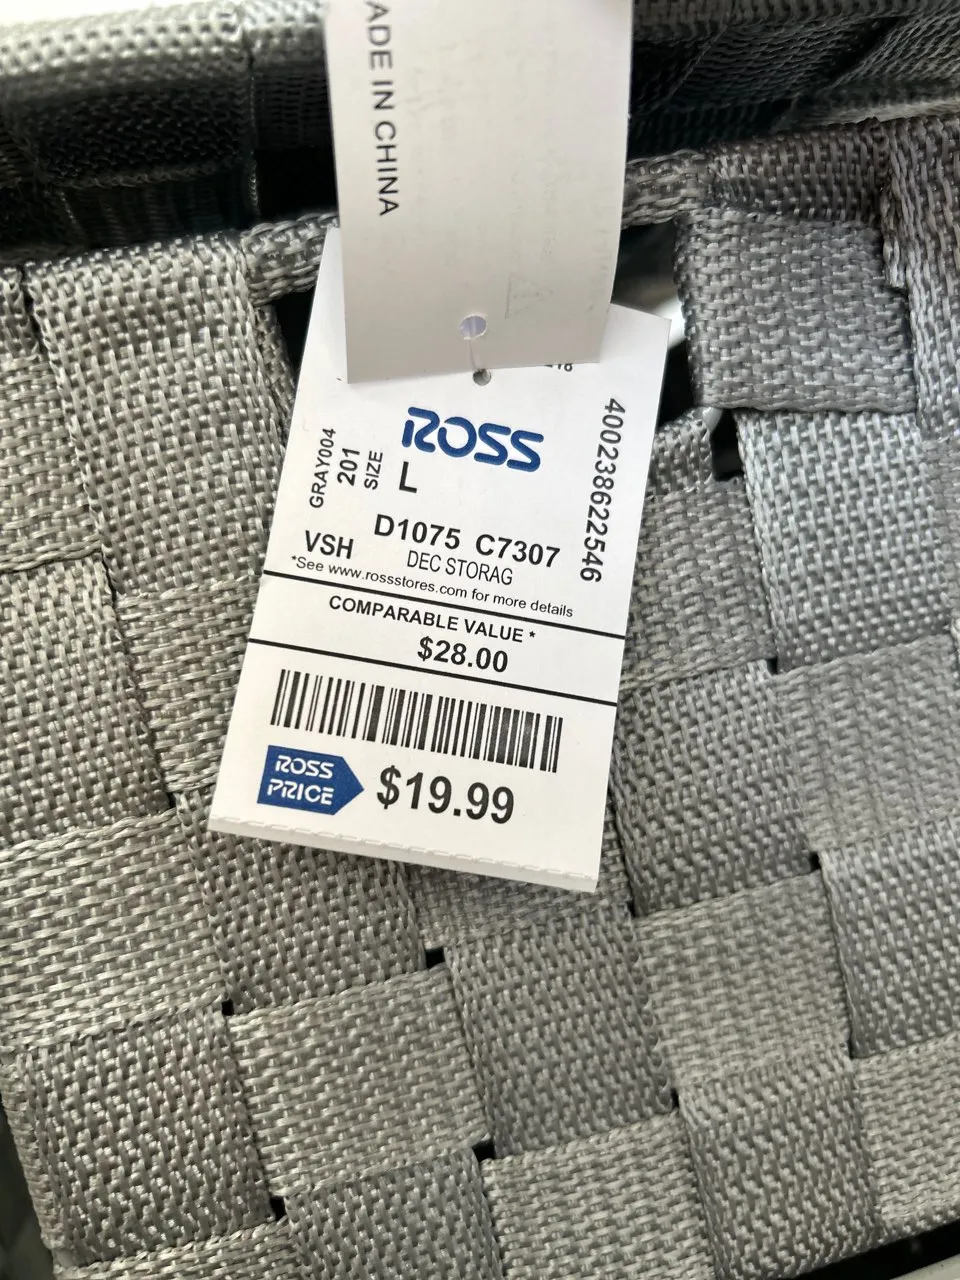 ADE IN CHINA
ROSS
GRAY004
201
SIZE
L
400238622546
D1075 C7307
VSH
DEC STORAG
*See www.rossstores.com for more details
COMPARABLE VALUE *
$28.00
ROSS
PRICE
$19.99